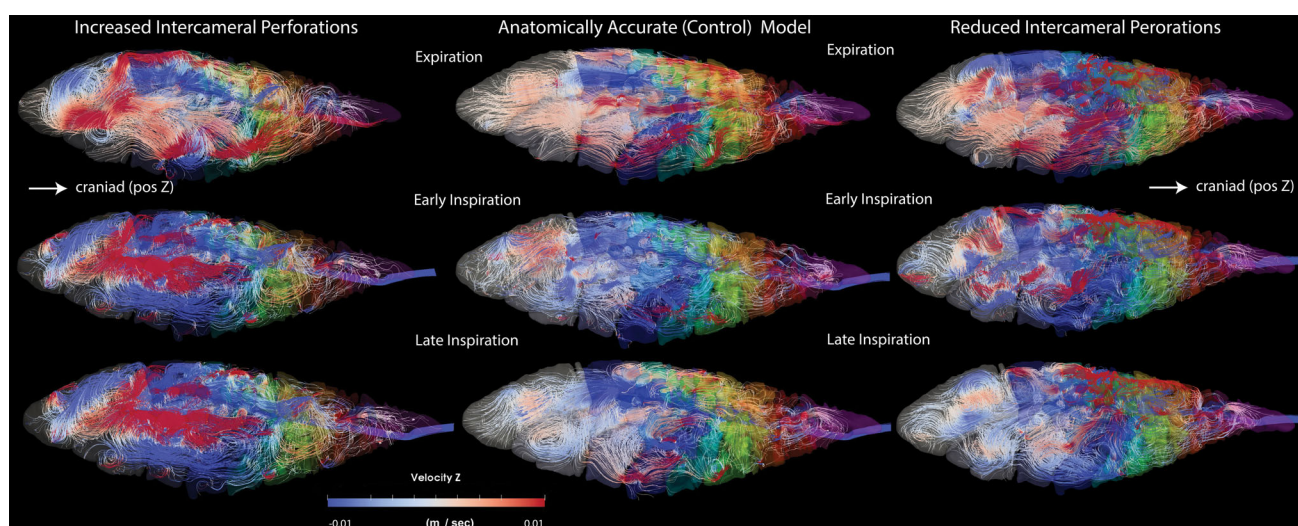 Increased Intercameral Perforations
Anatomically Accurate (Control) Model
Reduced Intercameral Perorations
Expiration
Expiration
craniad (pos Z)
craniad (pos Z)
Early Inspiration
Early Inspiration
Late Inspiration
Late Inspiration
Velocity Z
-0.01
(m / sec)
0.01